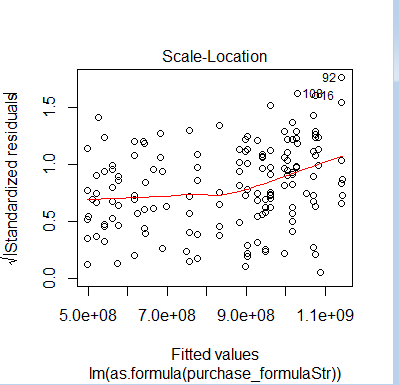 Scale-Location
√|Standardized residuals|
92
16
0.0 0.5 1.0 1.5
5.0e+08 7.0e+08 9.0e+08 1.1e+09
Fitted values
lm(as.formula(purchase_formulaStr))